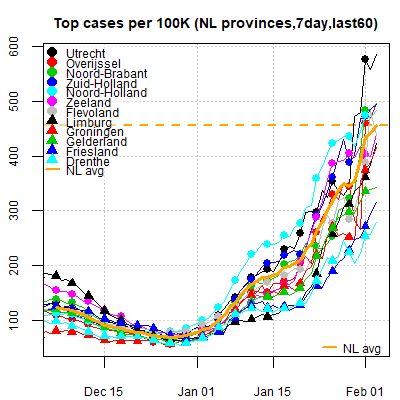 Top cases per 100K (NL provinces,7day,last60)
600
500
400
300
200
100
Utrecht
Overijssel
Noord-Brabant
Zuid-Holland
Noord-Holland
Zeeland
Flevoland
Limburg
Groningen
Gelderland
Friesland
Drenthe
NL avg
NL avg
Dec 15
Jan 01
Jan 15
Feb 01